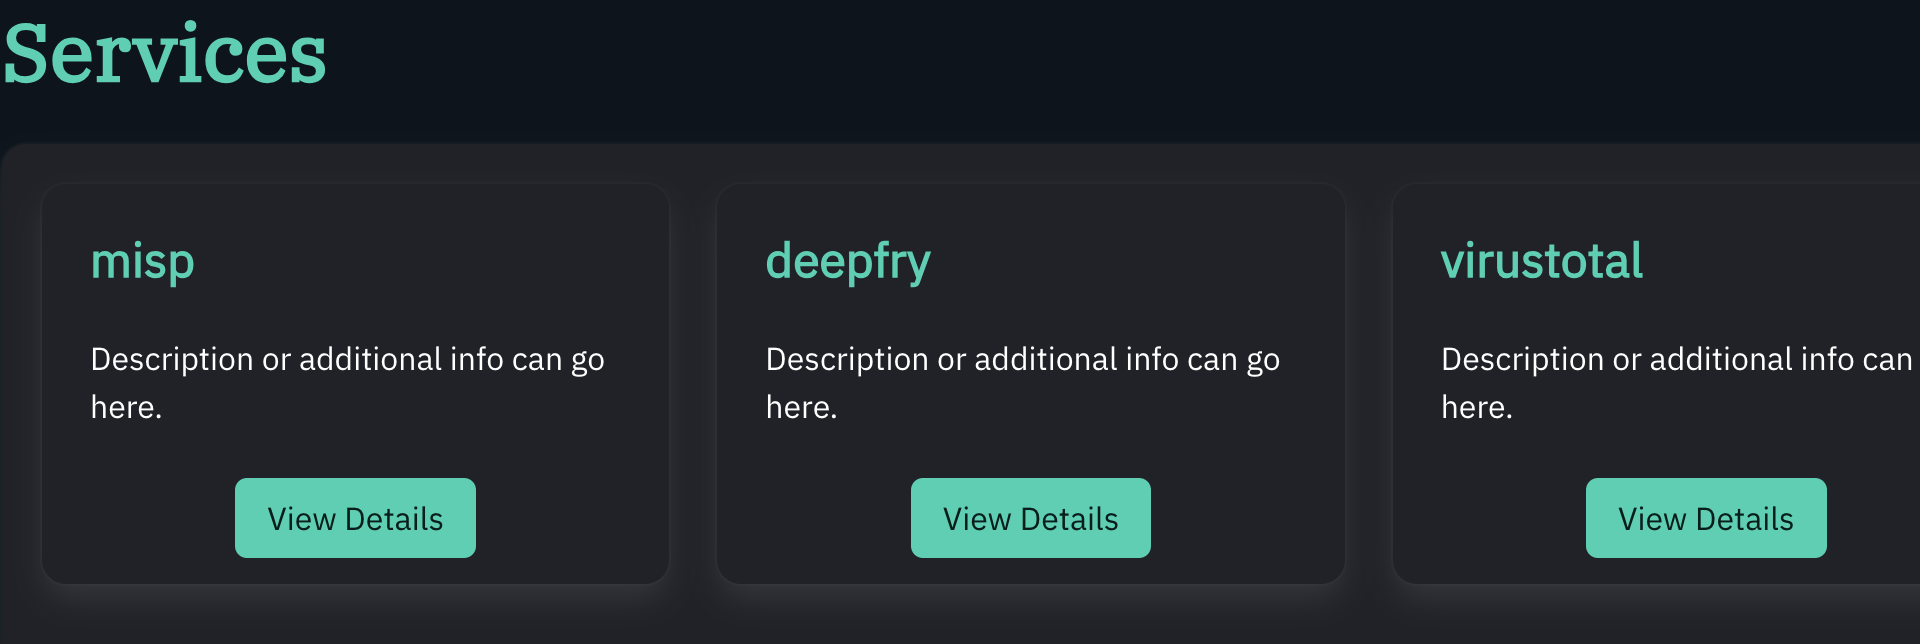 Services
misp
Description or additional info can go
here.
View Details
deepfry
Description or additional info can go
here.
View Details
virustotal
Description or additional info can
here.
View Details